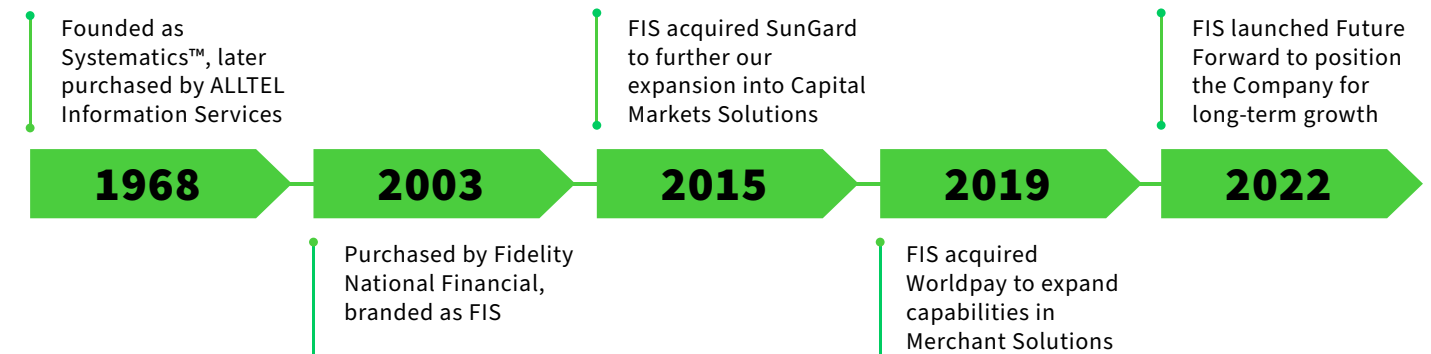 Founded as
Systematics™, later
purchased by ALLTEL
Information Services
FIS acquired SunGard
to further our
expansion into Capital
Markets Solutions
FIS launched Future
Forward to position
the Company for
long-term growth
1968
2003
2015
2019
2022
Purchased by Fidelity
National Financial,
branded as FIS
FIS acquired
Worldpay to expand
capabilities in
Merchant Solutions